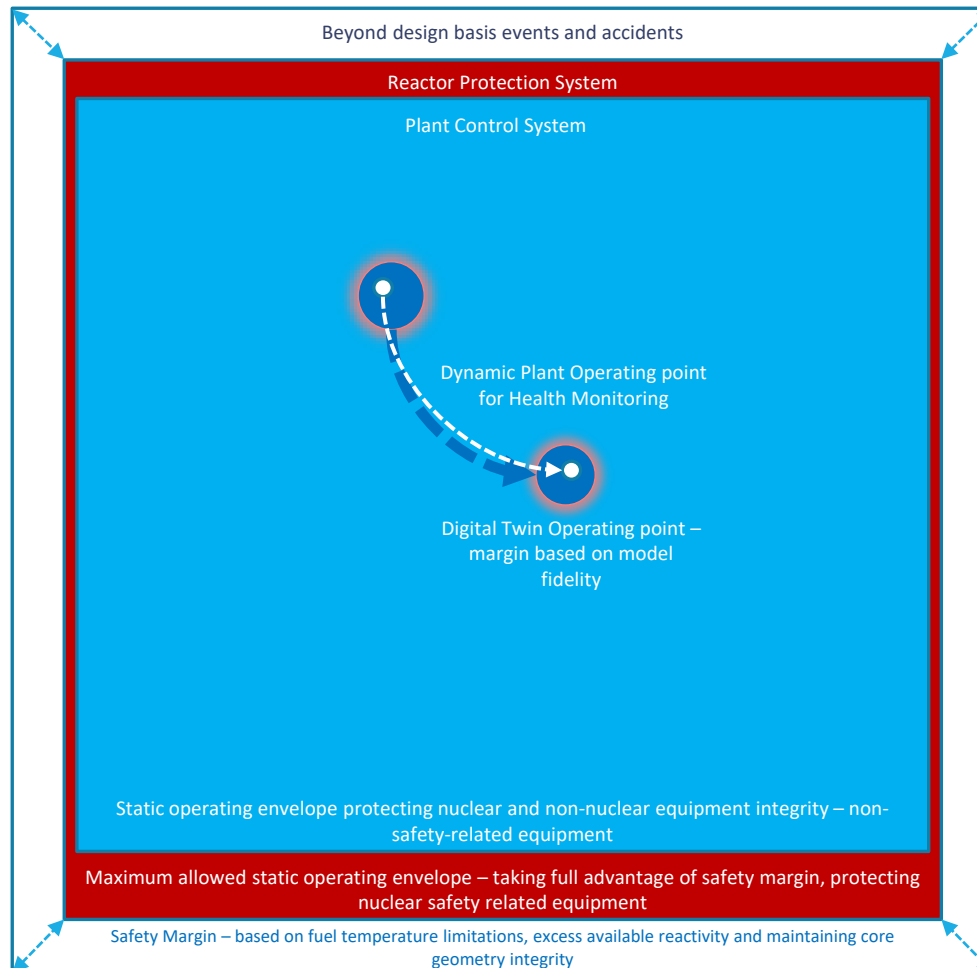 Beyond design basis events and accidents
Reactor Protection System
Plant Control System
Dynamic Plant Operating point
for Health Monitoring
Digital Twin Operating point –
margin based on model
fidelity
Static operating envelope protecting nuclear and non-nuclear equipment integrity – non-
safety-related equipment
Maximum allowed static operating envelope – taking full advantage of safety margin, protecting
nuclear safety related equipment
Safety Margin – based on fuel temperature limitations, excess available reactivity and maintaining core
geometry integrity